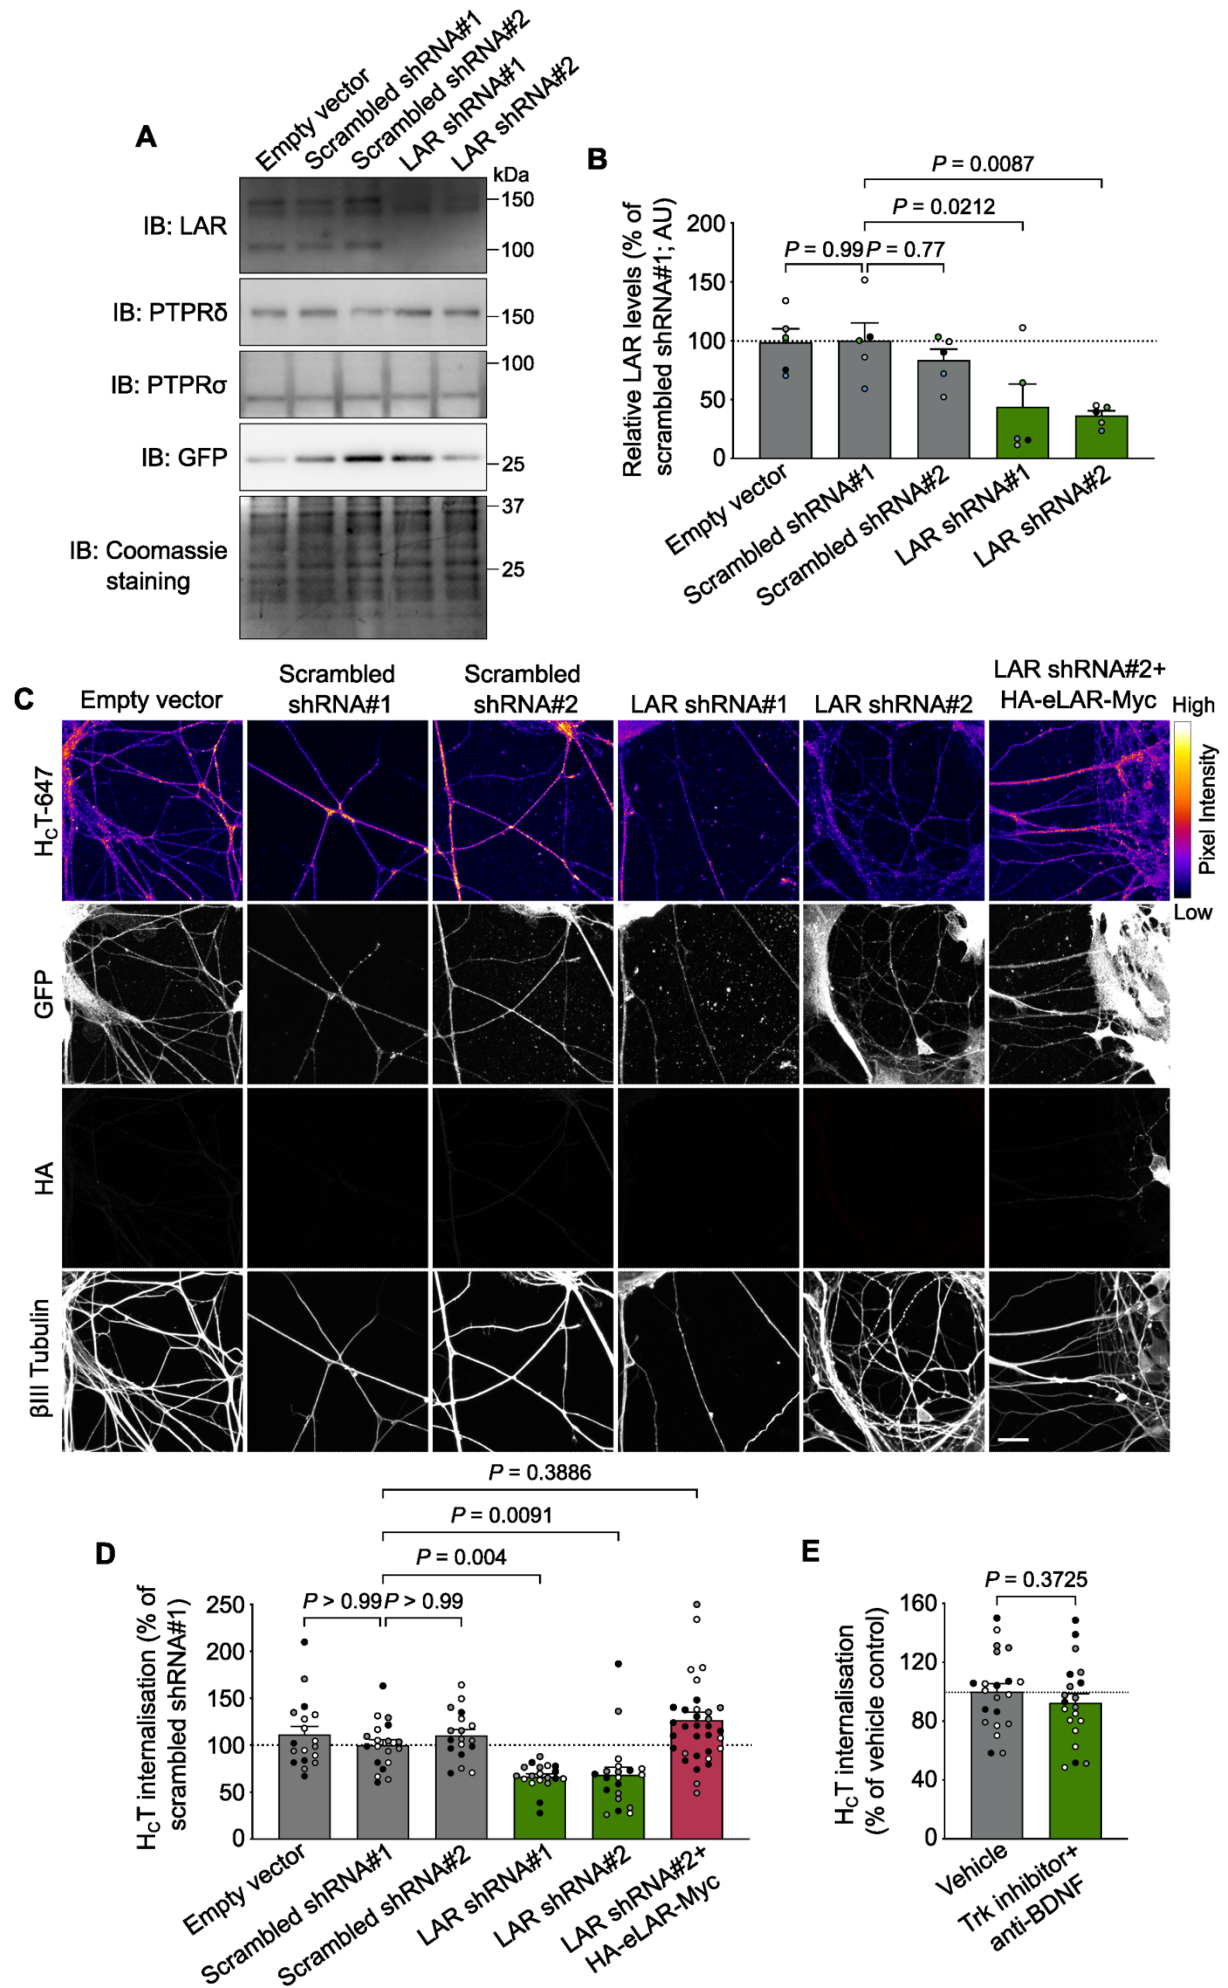 A
Empty vector
Scrambled shRNA#1
Scrambled shRNA#2
LAR shRNA#1
LAR shRNA#2
kDa
IB: LAR
150
100
IB: PTPRδ
150
IB: PTPRσ
100
IB: GFP
25
IB: Coomassie
staining
37
25
B
Relative LAR levels (% of
scrambled shRNA#1; AU)
P = 0.0087
P = 0.0212
P = 0.99
P = 0.77
200
150
100
50
0
Empty vector
Scrambled shRNA#1
Scrambled shRNA#2
LAR shRNA#1
LAR shRNA#2
C
Empty vector
Scrambled
shRNA#1
Scrambled
shRNA#2
LAR shRNA#1
LAR shRNA#2
LAR shRNA#2+
HA-eLAR-Myc
High
Pixel Intensity
Low
HCT-647
GFP
HA
βIII Tubulin
D
P = 0.3886
P = 0.0091
P = 0.004
P > 0.99
P > 0.99
HCT internalisation (% of
scrambled shRNA#1)
250
200
150
100
50
0
Empty vector
Scrambled shRNA#1
Scrambled shRNA#2
LAR shRNA#1
LAR shRNA#2
LAR shRNA#2+
HA-eLAR-Myc
E
P = 0.3725
HCT internalisation
(% of vehicle control)
160
120
80
40
0
Vehicle
Trk inhibitor+
anti-BDNF